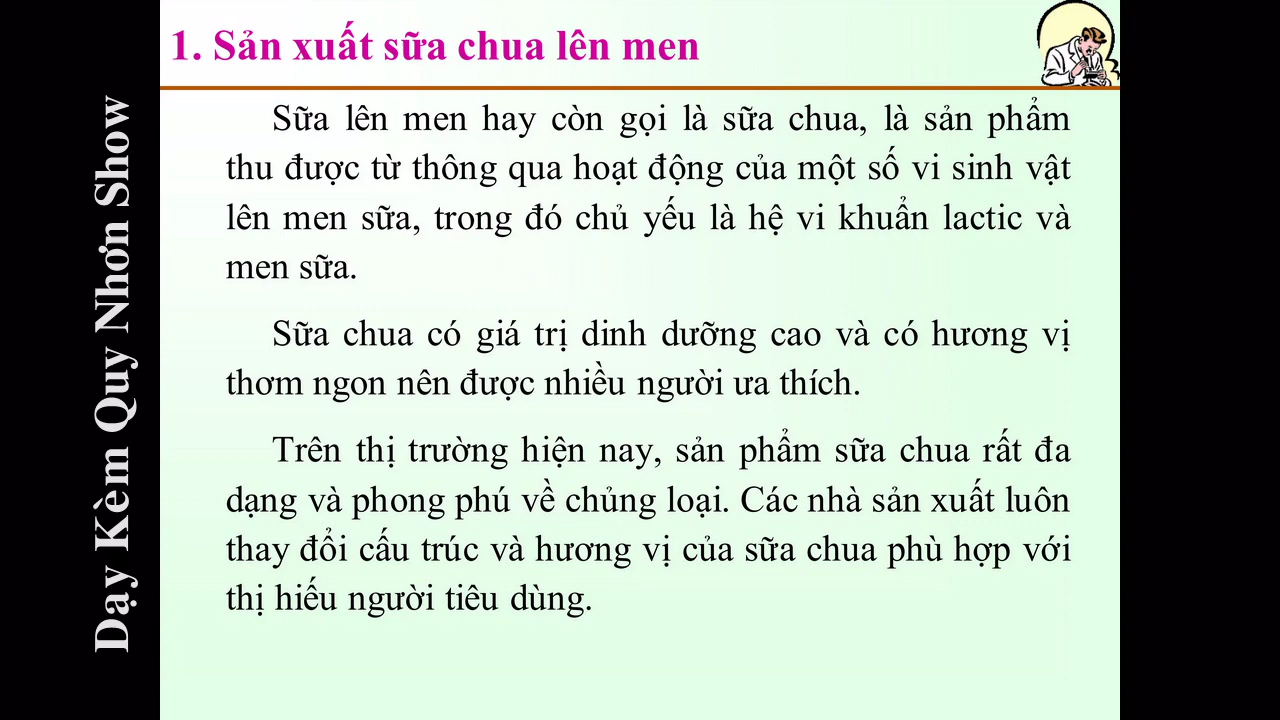 1. Sản xuất sữa chua lên men
Sữa lên men hay còn gọi là sữa chua, là sản phẩm
thu được từ thông qua hoạt động của một số vi sinh vật
lên men sữa, trong đó chủ yếu là hệ vi khuẩn lactic và
men sữa.
Sữa chua có giá trị dinh dưỡng cao và có hương vị
thơm ngon nên được nhiều người ưa thích.
Trên thị trường hiện nay, sản phẩm sữa chua rất đa
dạng và phong phú về chủng loại. Các nhà sản xuất luôn
thay đổi cấu trúc và hương vị của sữa chua phù hợp với
thị hiếu người tiêu dùng.
Dạy Kèm Quy Nhơn Show